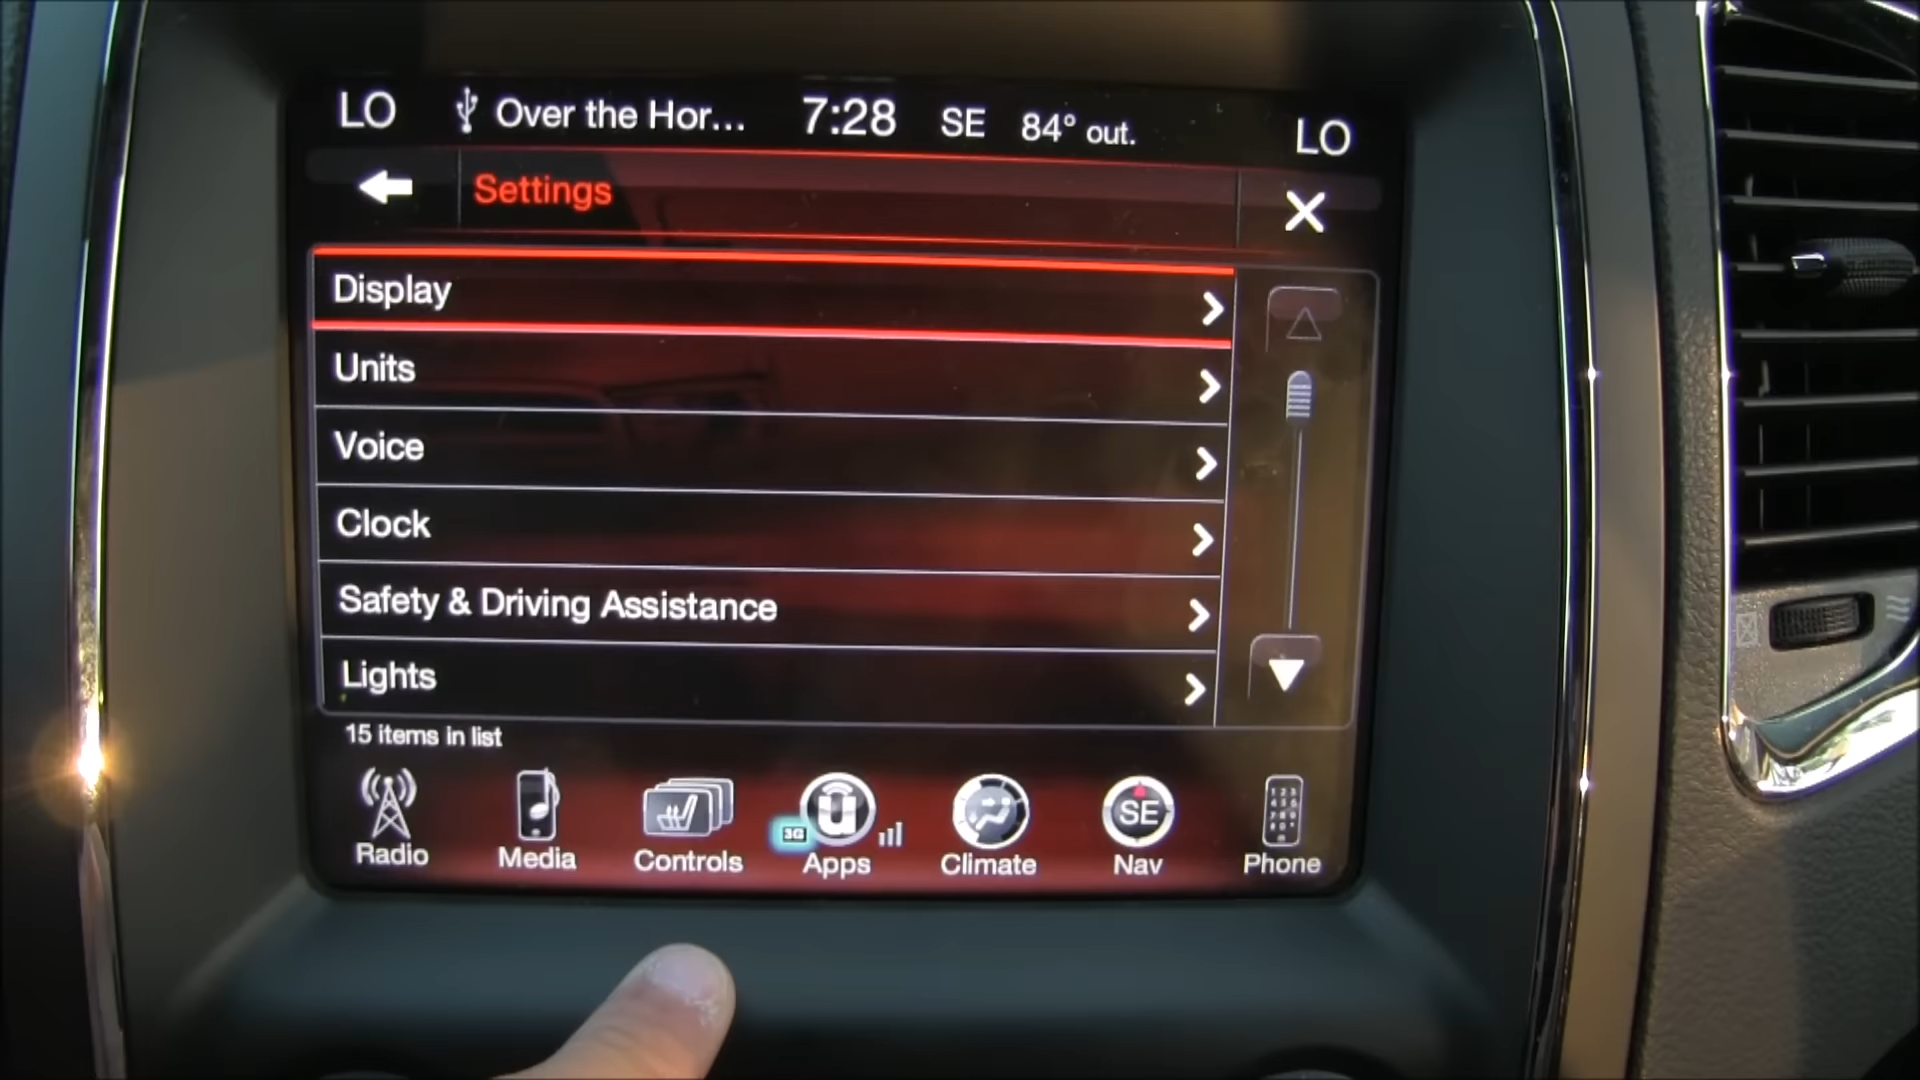 LO Over the Hor... 7:28 SE 84° out. LO
Settings
Display
Units
Voice
Clock
Safety & Driving Assistance
Lights
15 items in list
3G
SE
Radio Media Controls Apps Climate Nav Phone